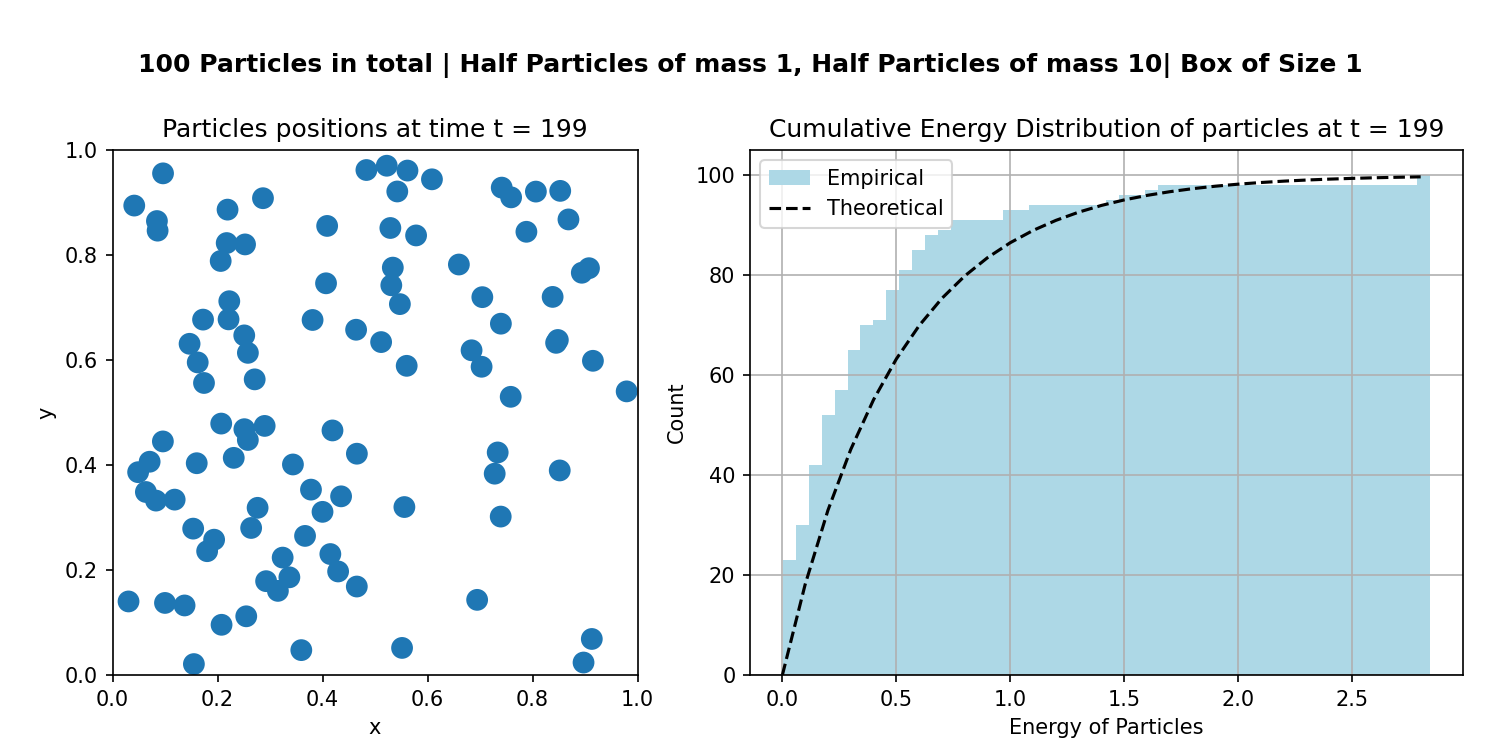 100 Particles in total | Half Particles of mass 1, Half Particles of mass 10| Box of Size 1
Particles positions at time t = 199
1.0
0.8
0.6
0.4
0.2
0.0
y
0.0 0.2 0.4 0.6 0.8 1.0
x
Cumulative Energy Distribution of particles at t = 199
Empirical
Theoretical
100
80
60
40
20
0
Count
0.0 0.5 1.0 1.5 2.0 2.5
Energy of Particles